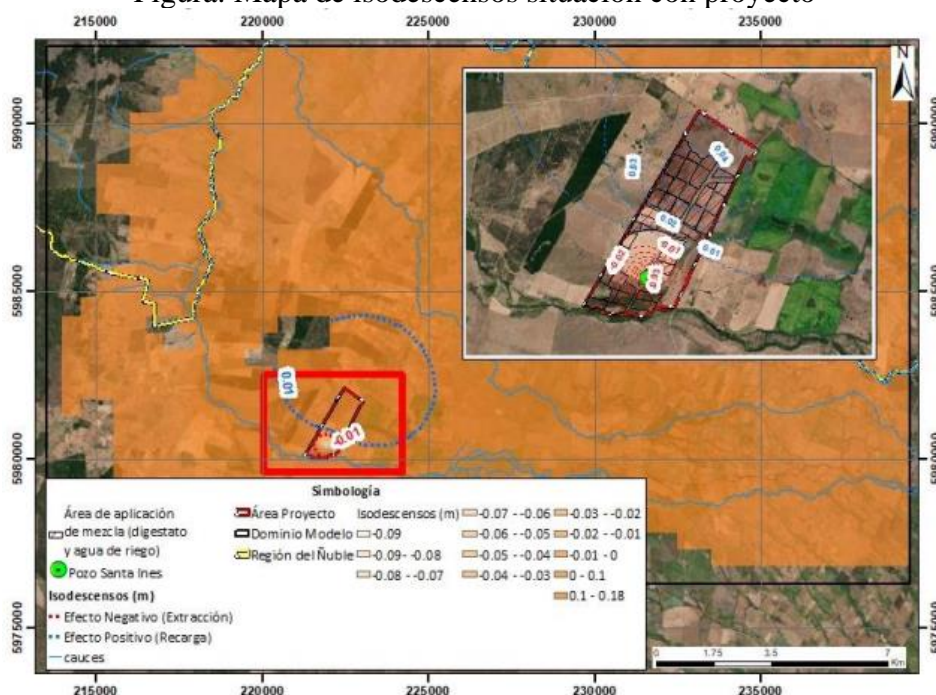 Figura. Mapa de isodescensos situación con proyecto
215000 220000 225000 230000 235000
N
5990000 5990000
5985000 5985000
5980000 5980000
5975000 5975000
0.04
0.03
0.02
0.01
0.01
-0.01
Simbología
Área de aplicación
de mezcla (digestato
y agua de riego)
Pozo Santa Ines
Isodescensos (m)
Efecto Negativo (Extracción)
Efecto Positivo (Recarga)
cauces
Área Proyecto
Dominio Modelo
Región del Ñuble
Isodescensos (m)
-0.09
-0.09 - -0.08
-0.08 - -0.07
-0.07 - -0.06
-0.06 - -0.05
-0.05 - -0.04
-0.04 - -0.03
-0.03 - -0.02
-0.02 - -0.01
-0.01 - 0
0 - 0.1
0.1 - 0.18
0 1.75 3.5 7
Km
215000 220000 225000 230000 235000